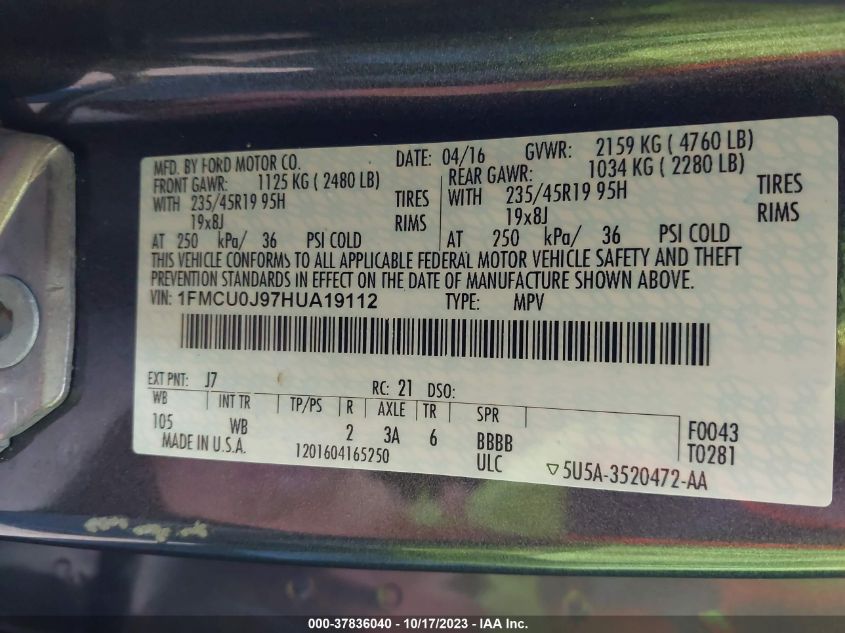 MFD. BY FORD MOTOR CO. DATE: 04/16 GVWR: 2159 KG ( 4760 LB)
FRONT GAWR: 1125 KG ( 2480 LB) REAR GAWR: 1034 KG ( 2280 LB)
WITH 235/45R19 95H TIRES WITH 235/45R19 95H TIRES
19x8J RIMS 19x8J RIMS
AT 250 kPa/ 36 PSI COLD AT 250 kPa/ 36 PSI COLD
THIS VEHICLE CONFORMS TO ALL APPLICABLE FEDERAL MOTOR VEHICLE SAFETY AND THEFT
PREVENTION STANDARDS IN EFFECT ON THE DATE OF MANUFACTURE SHOWN ABOVE.
VIN: 1FMCU0J97HUA19112 TYPE: MPV
EXT PNT: J7 RC: 21 DSO:
WB INT TR TP/PS R AXLE TR SPR
105 WB 2 3A 6 BBBB F0043
MADE IN U.S.A. 1201604165250 ULC T0281
▽5U5A-3520472-AA
000-37836040 - 10/17/2023 - IAA Inc.